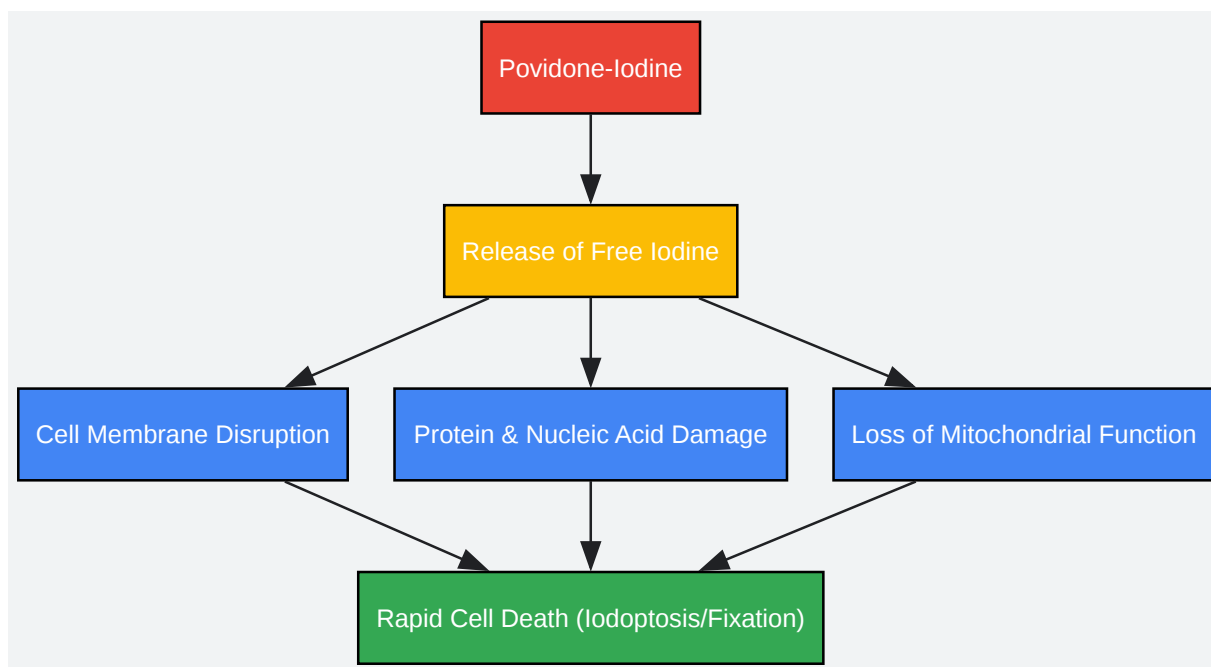 Povidone-Iodine
Release of Free Iodine
Cell Membrane Disruption
Protein & Nucleic Acid Damage
Loss of Mitochondrial Function
Rapid Cell Death (Iodoptosis/Fixation)